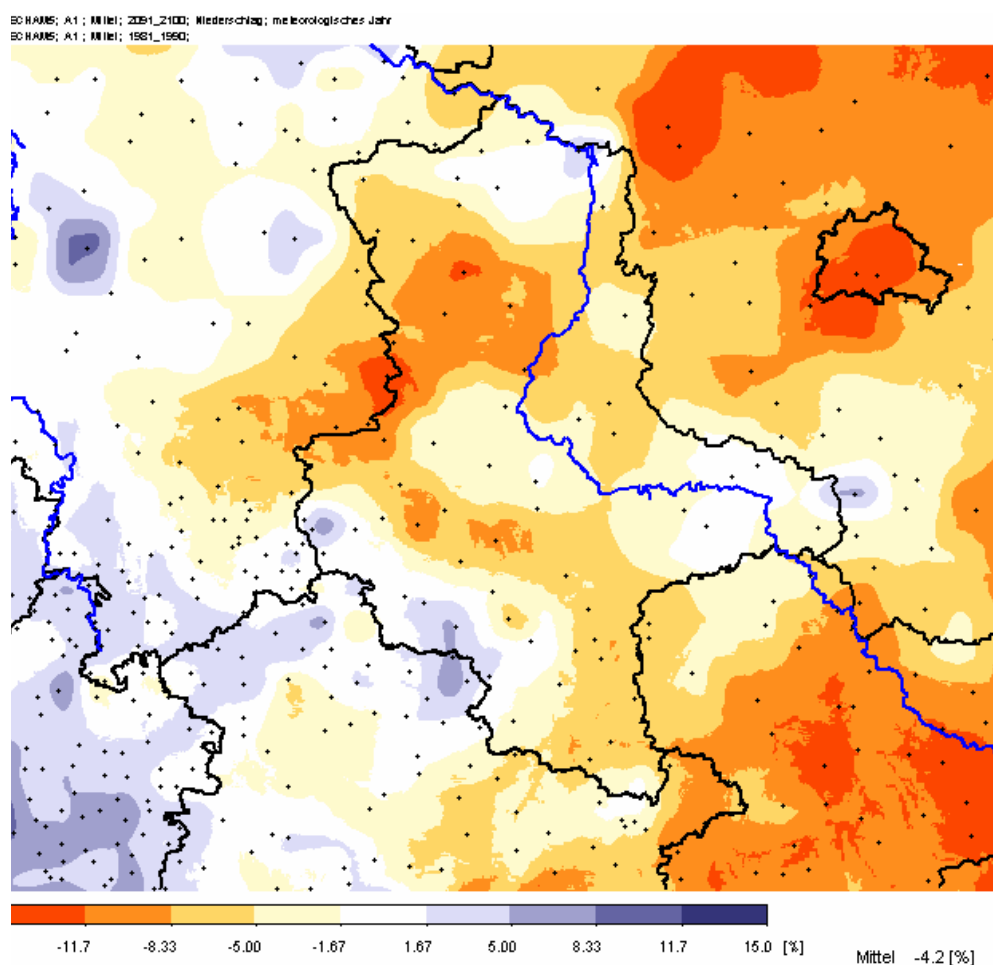 ECHAM5; A1 ; Mittel; 2091_2100; Niederschlag; meteorologisches Jahr
ECHAM5; A1 ; Mittel; 1981_1990;
-11.7 -8.33 -5.00 -1.67 1.67 5.00 8.33 11.7 15.0 [%]
Mittel -4.2 [%]